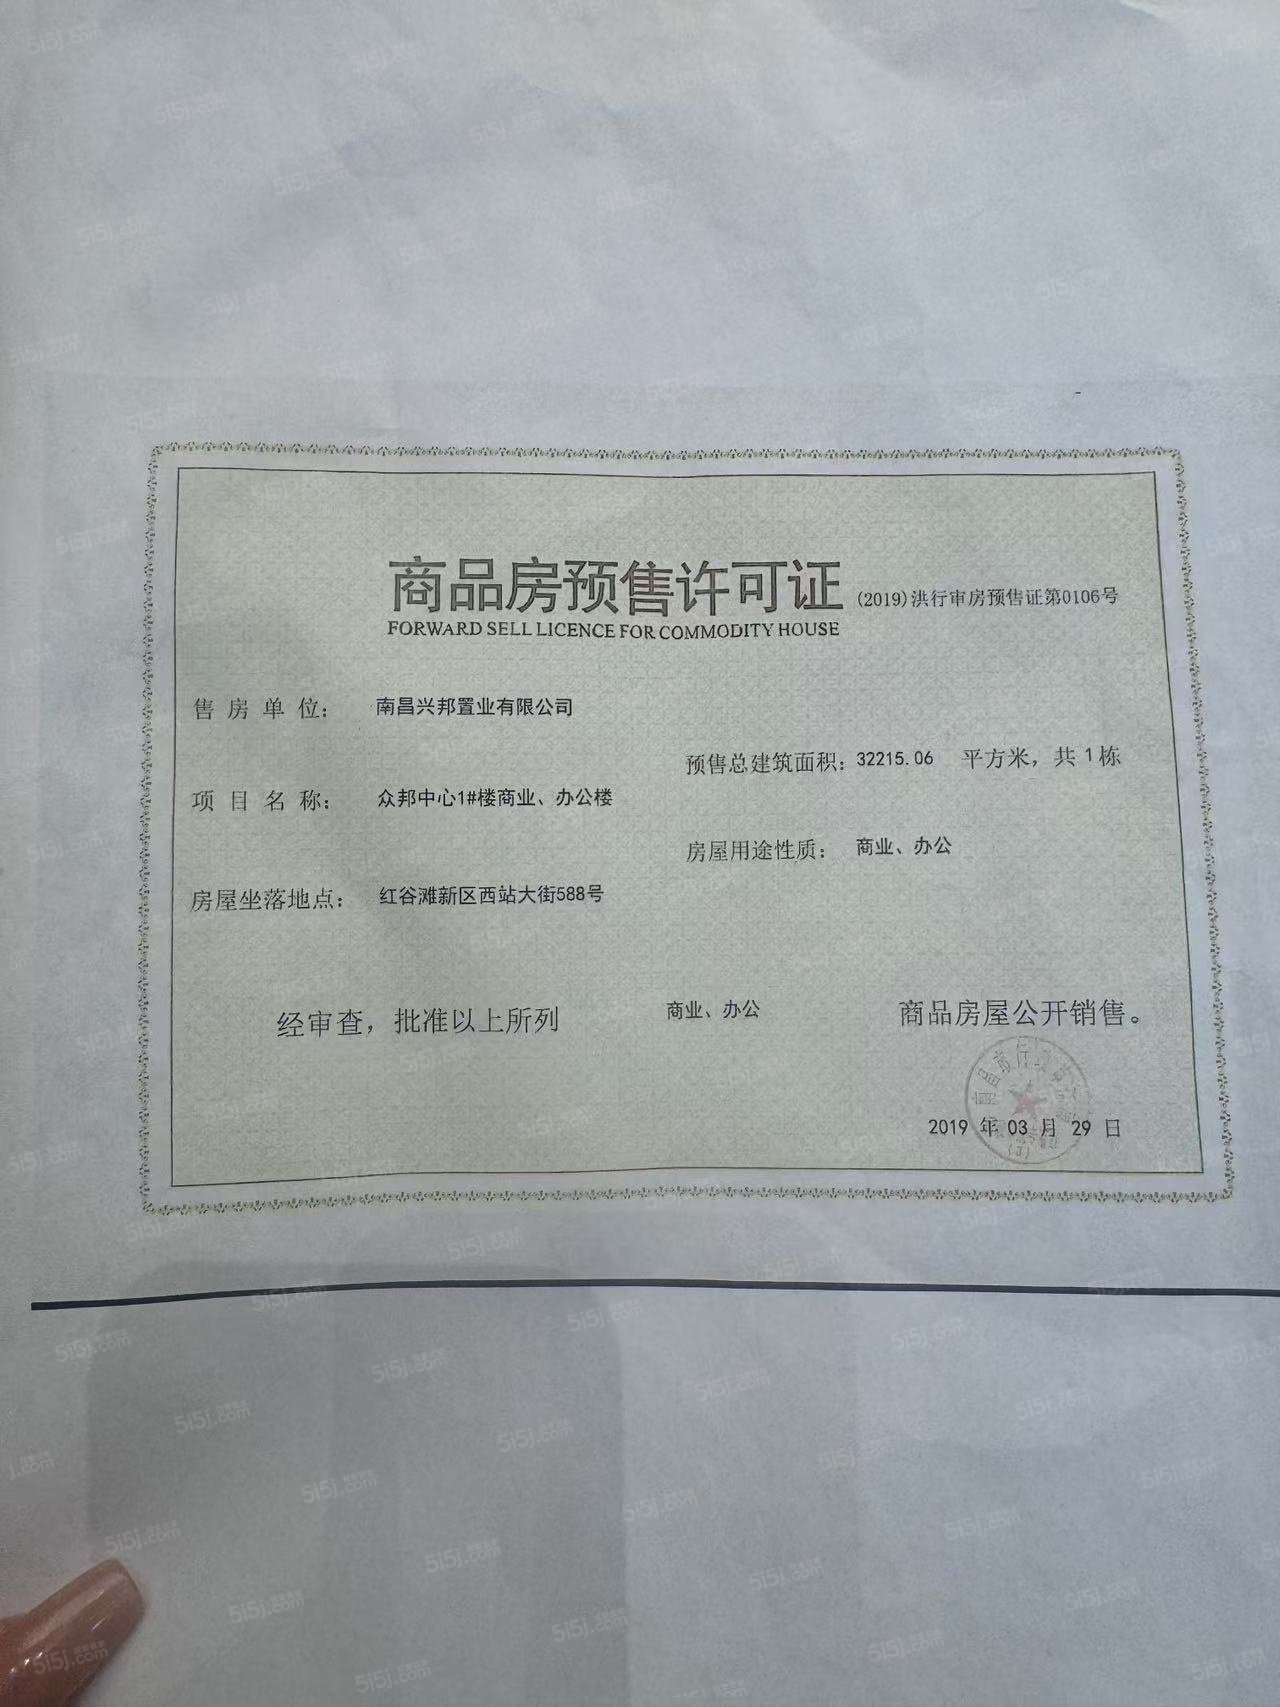 商品房预售许可证 (2019)洪行审房预售证第0106号
FORWARD SELL LICENCE FOR COMMODITY HOUSE
售房单位： 南昌兴邦置业有限公司
预售总建筑面积：32215.06 平方米，共 1 栋
项目名称： 众邦中心1#楼商业、办公楼
房屋用途性质： 商业、办公
房屋坐落地点： 红谷滩新区西站大街588号
经审查，批准以上所列 商业、办公 商品房屋公开销售。
2019 年 03 月 29 日
5i5j.com